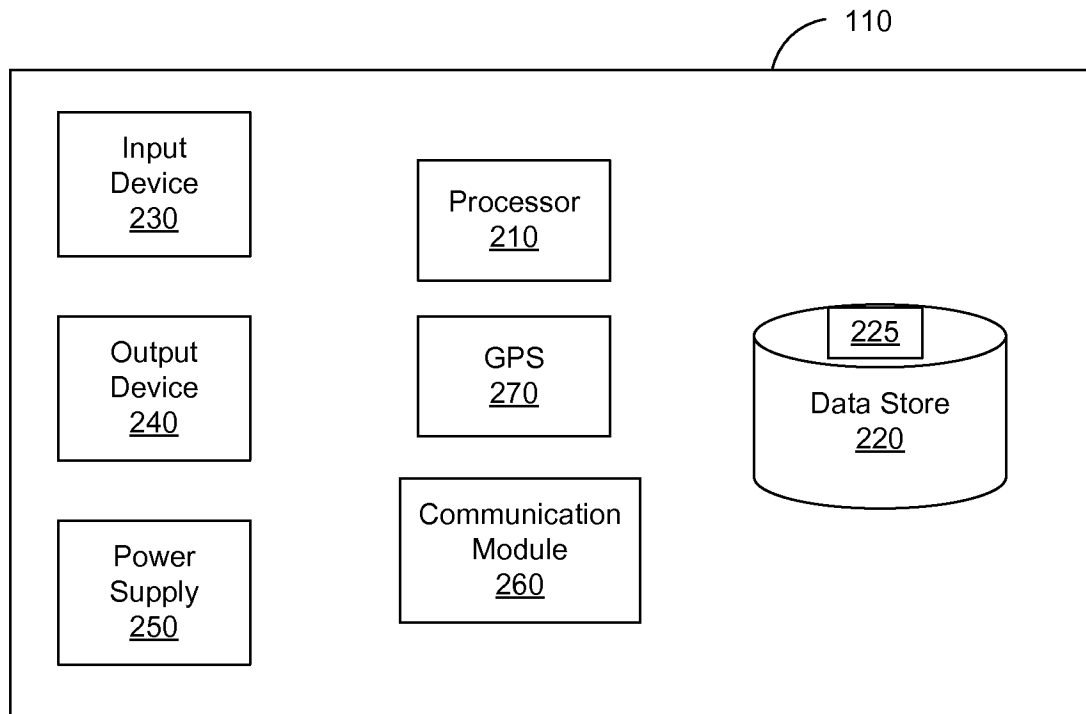 110
Input
Device
230
Processor
210
Output
Device
240
GPS
270
225
Data Store
220
Communication
Module
260
Power
Supply
250